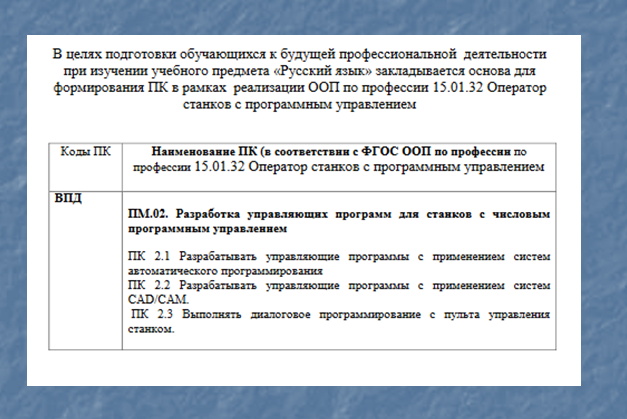 В целях подготовки обучающихся к будущей профессиональной деятельности
при изучении учебного предмета «Русский язык» закладывается основа для
формирования ПК в рамках реализации ООП по профессии 15.01.32 Оператор
станков с программным управлением
Коды ПК
Наименование ПК (в соответствии с ФГОС ООП по профессии по
профессии 15.01.32 Оператор станков с программным управлением
ВПД
ПМ.02. Разработка управляющих программ для станков с числовым
программным управлением
ПК 2.1 Разрабатывать управляющие программы с применением систем
автоматического программирования
ПК 2.2 Разрабатывать управляющие программы с применением систем
CAD/CAM.
ПК 2.3 Выполнять диалоговое программирование с пульта управления
станком.